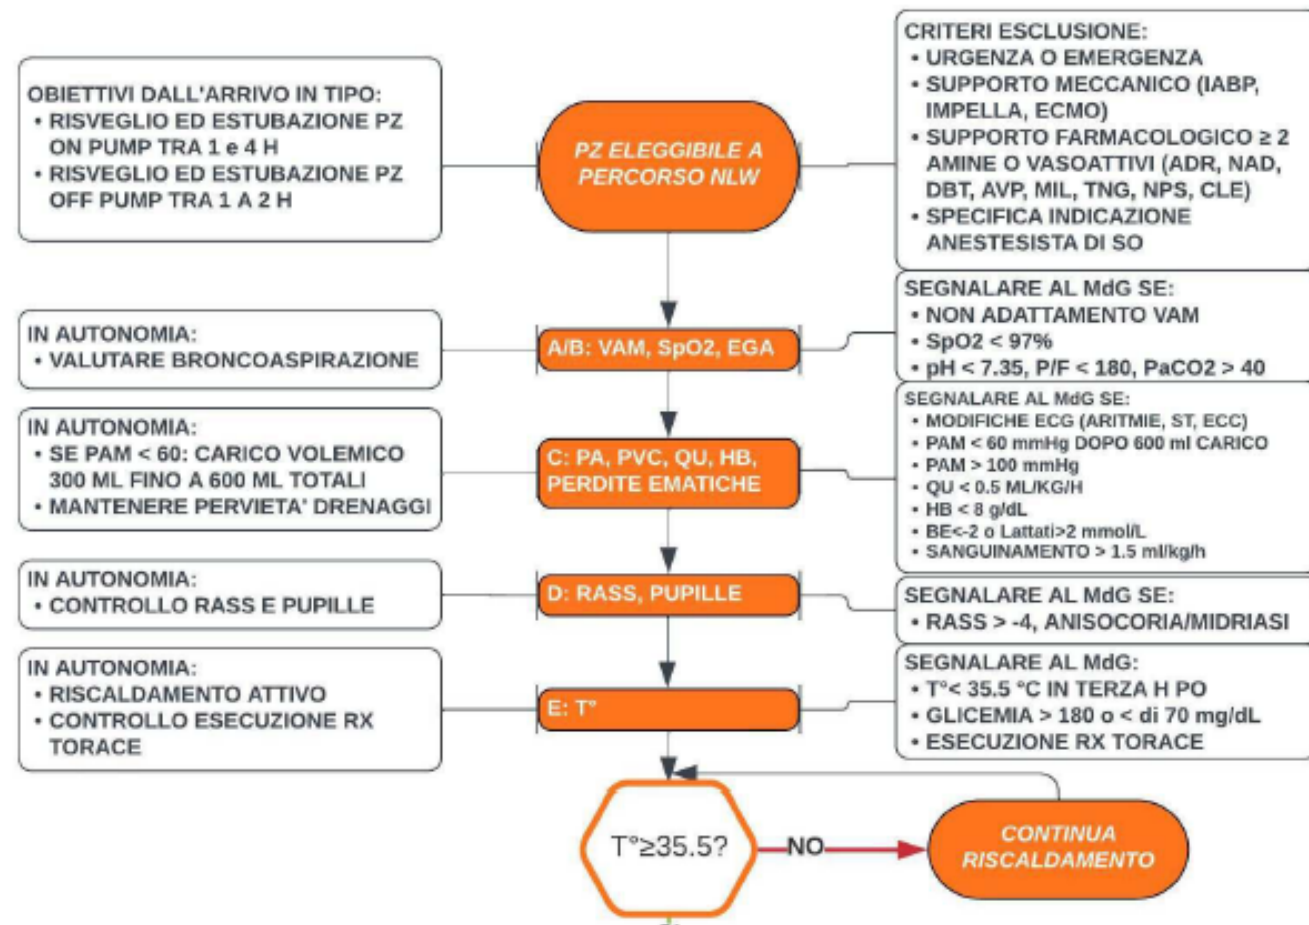 OBIETTIVI DALL'ARRIVO IN TIPO:
• RISVEGLIO ED ESTUBAZIONE PZ
ON PUMP TRA 1 e 4 H
• RISVEGLIO ED ESTUBAZIONE PZ
OFF PUMP TRA 1 A 2 H
PZ ELEGGIBILE A
PERCORSO NLW
CRITERI ESCLUSIONE:
• URGENZA O EMERGENZA
• SUPPORTO MECCANICO (IABP,
IMPELLA, ECMO)
• SUPPORTO FARMACOLOGICO ≥ 2
AMINE O VASOATTIVI (ADR, NAD,
DBT, AVP, MIL, TNG, NPS, CLE)
• SPECIFICA INDICAZIONE
ANESTESISTA DI SO
IN AUTONOMIA:
• VALUTARE BRONCOASPIRAZIONE
A/B: VAM, SpO2, EGA
SEGNALARE AL MdG SE:
• NON ADATTAMENTO VAM
• SpO2 < 97%
• pH < 7.35, P/F < 180, PaCO2 > 40
IN AUTONOMIA:
• SE PAM < 60: CARICO VOLEMICO
300 ML FINO A 600 ML TOTALI
• MANTENERE PERVIETA' DRENAGGI
C: PA, PVC, QU, HB,
PERDITE EMATICHE
SEGNALARE AL MdG SE:
• MODIFICHE ECG (ARITMIE, ST, ECC)
• PAM < 60 mmHg DOPO 600 ml CARICO
• PAM > 100 mmHg
• QU < 0.5 ML/KG/H
• HB < 8 g/dL
• BE<-2 o Lattati>2 mmol/L
• SANGUINAMENTO > 1.5 ml/kg/h
IN AUTONOMIA:
• CONTROLLO RASS E PUPILLE
D: RASS, PUPILLE
SEGNALARE AL MdG SE:
• RASS > -4, ANISOCORIA/MIDRIASI
IN AUTONOMIA:
• RISCALDAMENTO ATTIVO
• CONTROLLO ESECUZIONE RX
TORACE
E: T°
SEGNALARE AL MdG:
• T°< 35.5 °C IN TERZA H PO
• GLICEMIA > 180 o < di 70 mg/dL
• ESECUZIONE RX TORACE
T°≥35.5?
NO
CONTINUA
RISCALDAMENTO